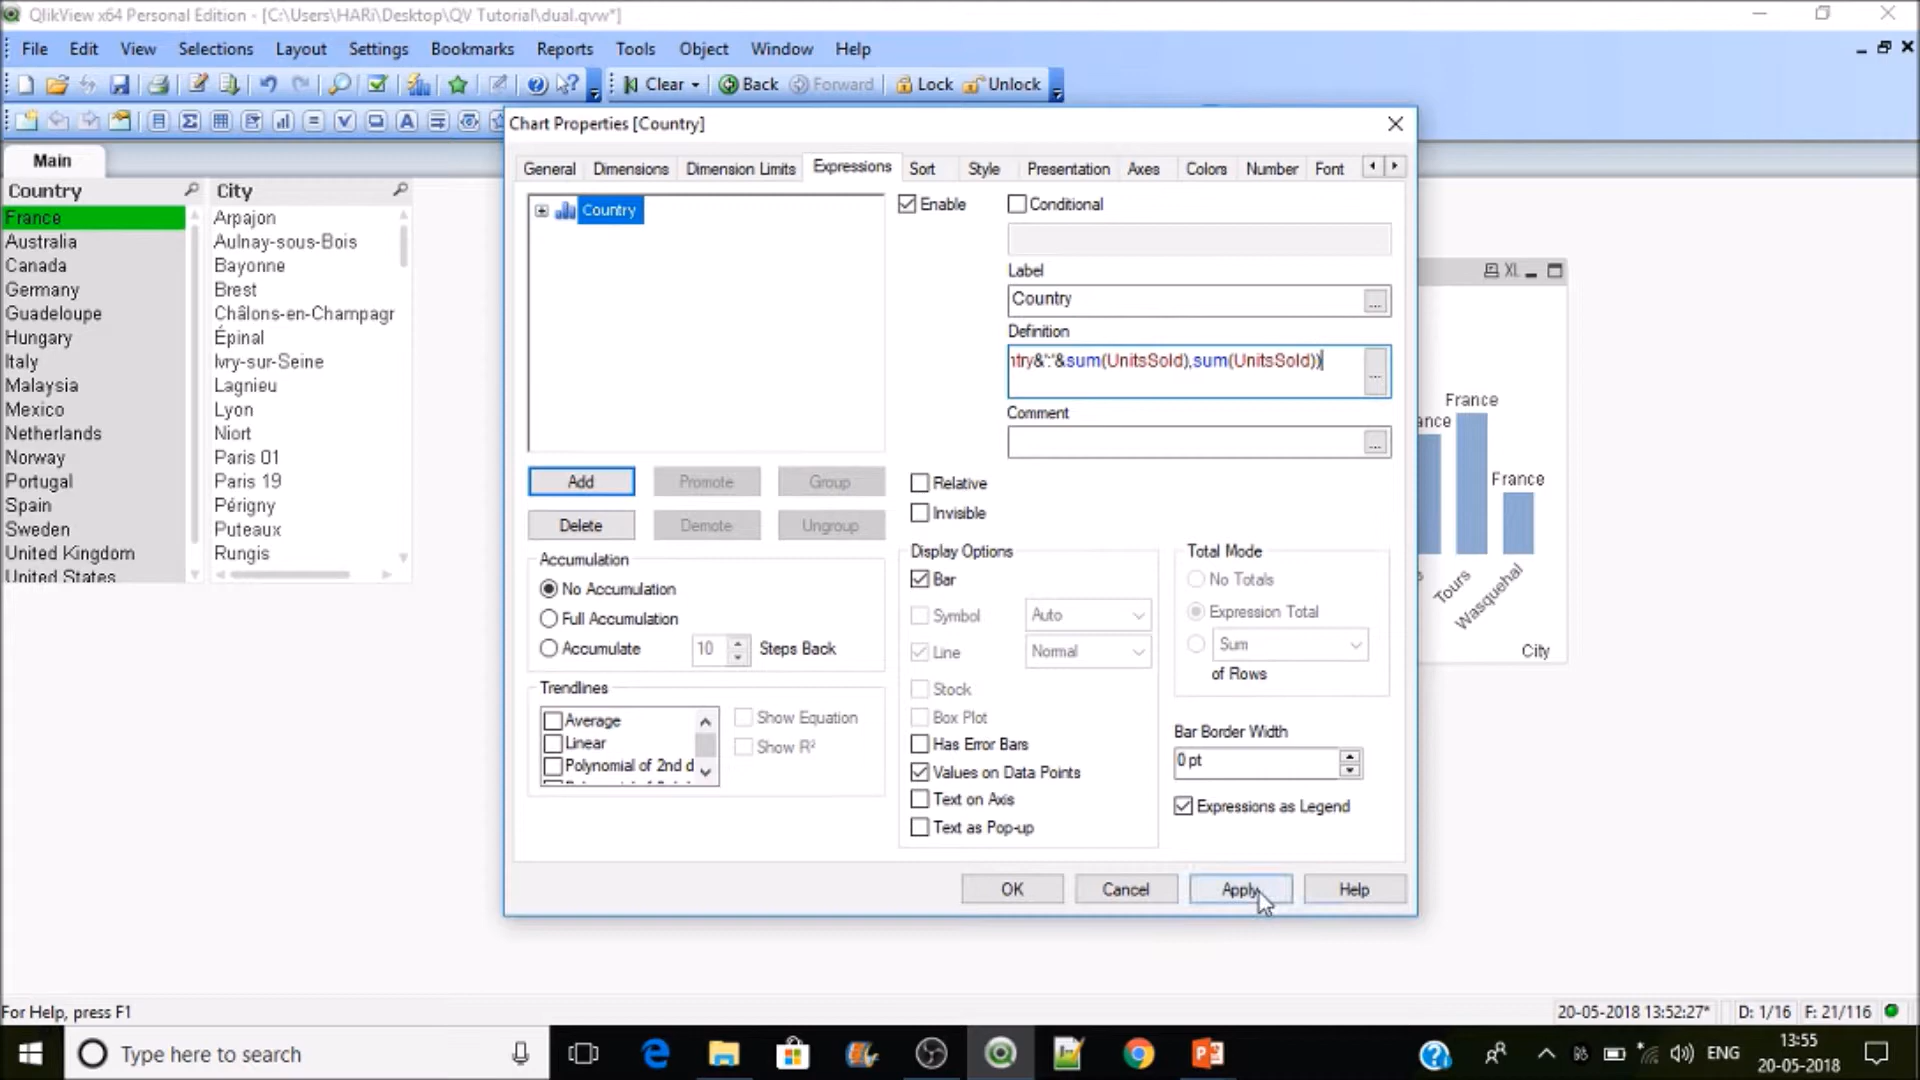 QlikView x64 Personal Edition - [C:\Users\HARi\Desktop\QV Tutorial\dual.qvw*]
File Edit View Selections Layout Settings Bookmarks Reports Tools Object Window Help
Clear Back Forward Lock Unlock
Main
Country
France
Australia
Canada
Germany
Guadeloupe
Hungary
Italy
Malaysia
Mexico
Netherlands
Norway
Portugal
Spain
Sweden
United Kingdom
United States
City
Arpajon
Aulnay-sous-Bois
Bayonne
Brest
Châlons-en-Champagr
Épinal
Ivry-sur-Seine
Lagnieu
Lyon
Niort
Paris 01
Paris 19
Périgny
Puteaux
Rungis
Chart Properties [Country]
General Dimensions Dimension Limits Expressions Sort Style Presentation Axes Colors Number Font
Country
Enable
Conditional
Label
Country
...
Definition
ntry&':'&sum(UnitsSold),sum(UnitsSold))
...
Comment
...
Add Promote Group
Delete Demote Ungroup
Relative
Invisible
Accumulation
No Accumulation
Full Accumulation
Accumulate 10 Steps Back
Trendlines
Average
Linear
Polynomial of 2nd d
Show Equation
Show R²
Display Options
Bar
Symbol Auto
Line Normal
Stock
Box Plot
Has Error Bars
Values on Data Points
Text on Axis
Text as Pop-up
Total Mode
No Totals
Expression Total
Sum
of Rows
Bar Border Width
0 pt
Expressions as Legend
OK Cancel Apply Help
XL
France
ance
France
Tours
Wasquehal
City
For Help, press F1
20-05-2018 13:52:27* D: 1/16 F: 21/116
Type here to search
ENG
13:55
20-05-2018